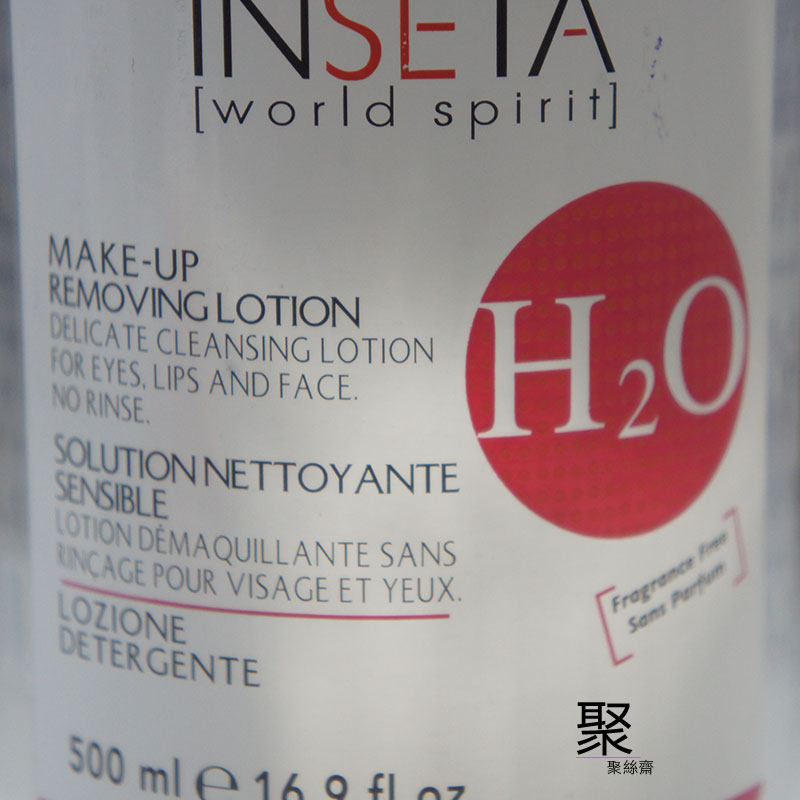 INSETA
[world spirit]
MAKE-UP
REMOVING LOTION
DELICATE CLEANSING LOTION
FOR EYES, LIPS AND FACE.
NO RINSE.
H2O
SOLUTION NETTOYANTE
SENSIBLE
LOTION DÉMAQUILLANTE SANS
RINÇAGE POUR VISAGE ET YEUX.
Fragrance Free
Sans Parfum
LOZIONE
DETERGENTE
500 ml ℮ 16.9 fl oz
聚
聚絲齋